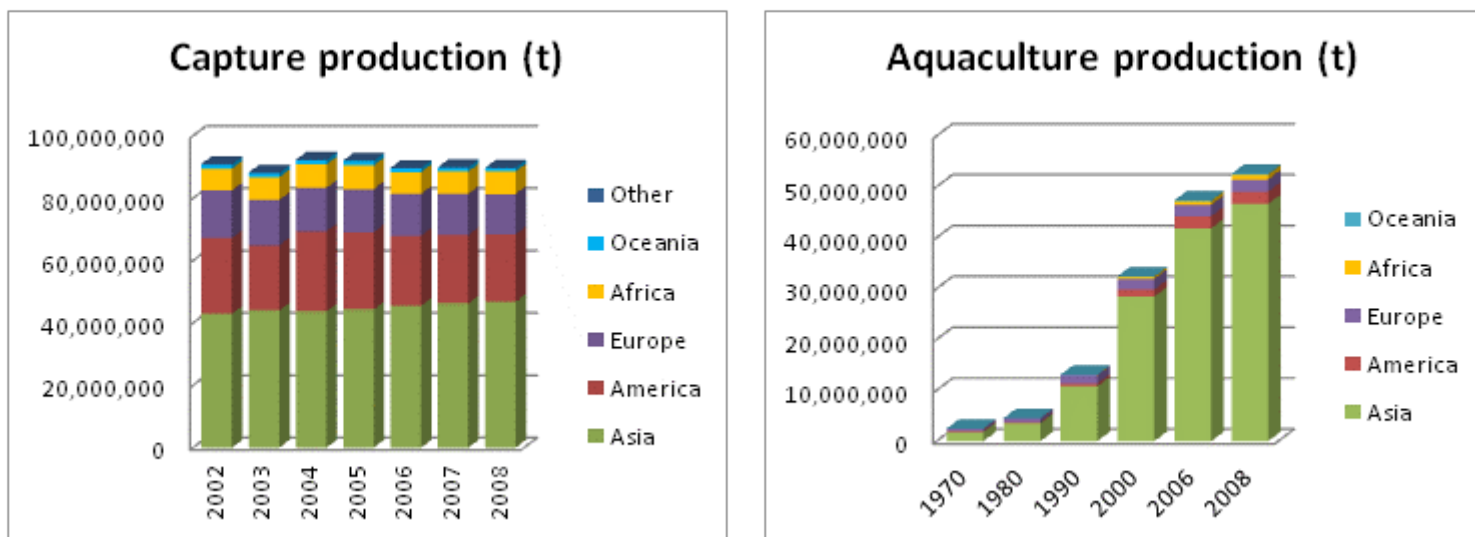 Capture production (t)
100,000,000
80,000,000
60,000,000
40,000,000
20,000,000
0
2002
2003
2004
2005
2006
2007
2008
Other
Oceania
Africa
Europe
America
Asia
Aquaculture production (t)
60,000,000
50,000,000
40,000,000
30,000,000
20,000,000
10,000,000
0
1970
1980
1990
2000
2006
2008
Oceania
Africa
Europe
America
Asia